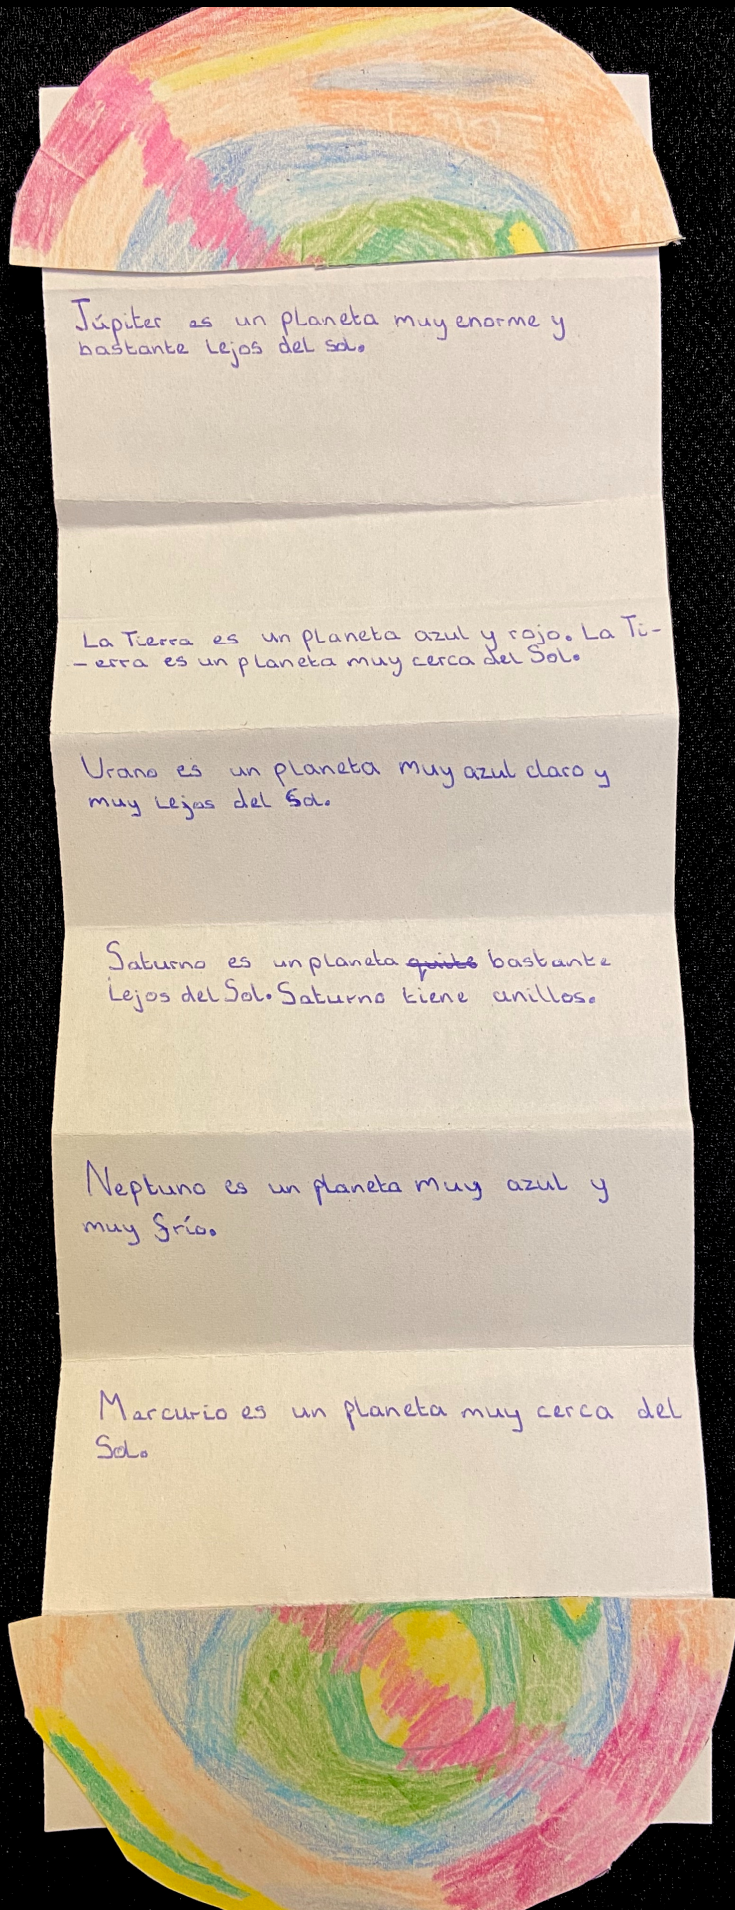 Júpiter es un planeta muy enorme y
bastante lejos del sol.
La Tierra es un planeta azul y rojo. La Ti-
-erra es un planeta muy cerca del Sol.
Urano es un planeta muy azul claro y
muy lejos del Sol.
Saturno es un planeta quite bastante
lejos del Sol. Saturno tiene anillos.
Neptuno es un planeta muy azul y
muy frío.
Mercurio es un planeta muy cerca del
Sol.